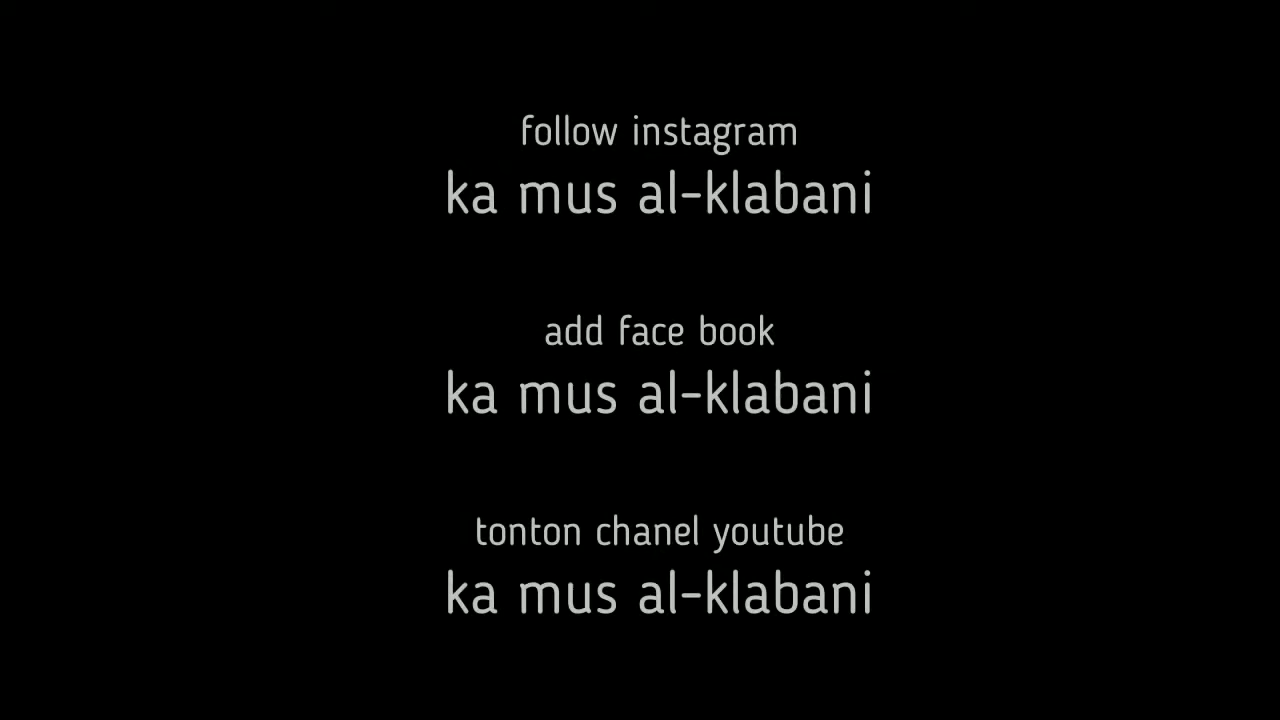 follow instagram
ka mus al-klabani
add face book
ka mus al-klabani
tonton chanel youtube
ka mus al-klabani